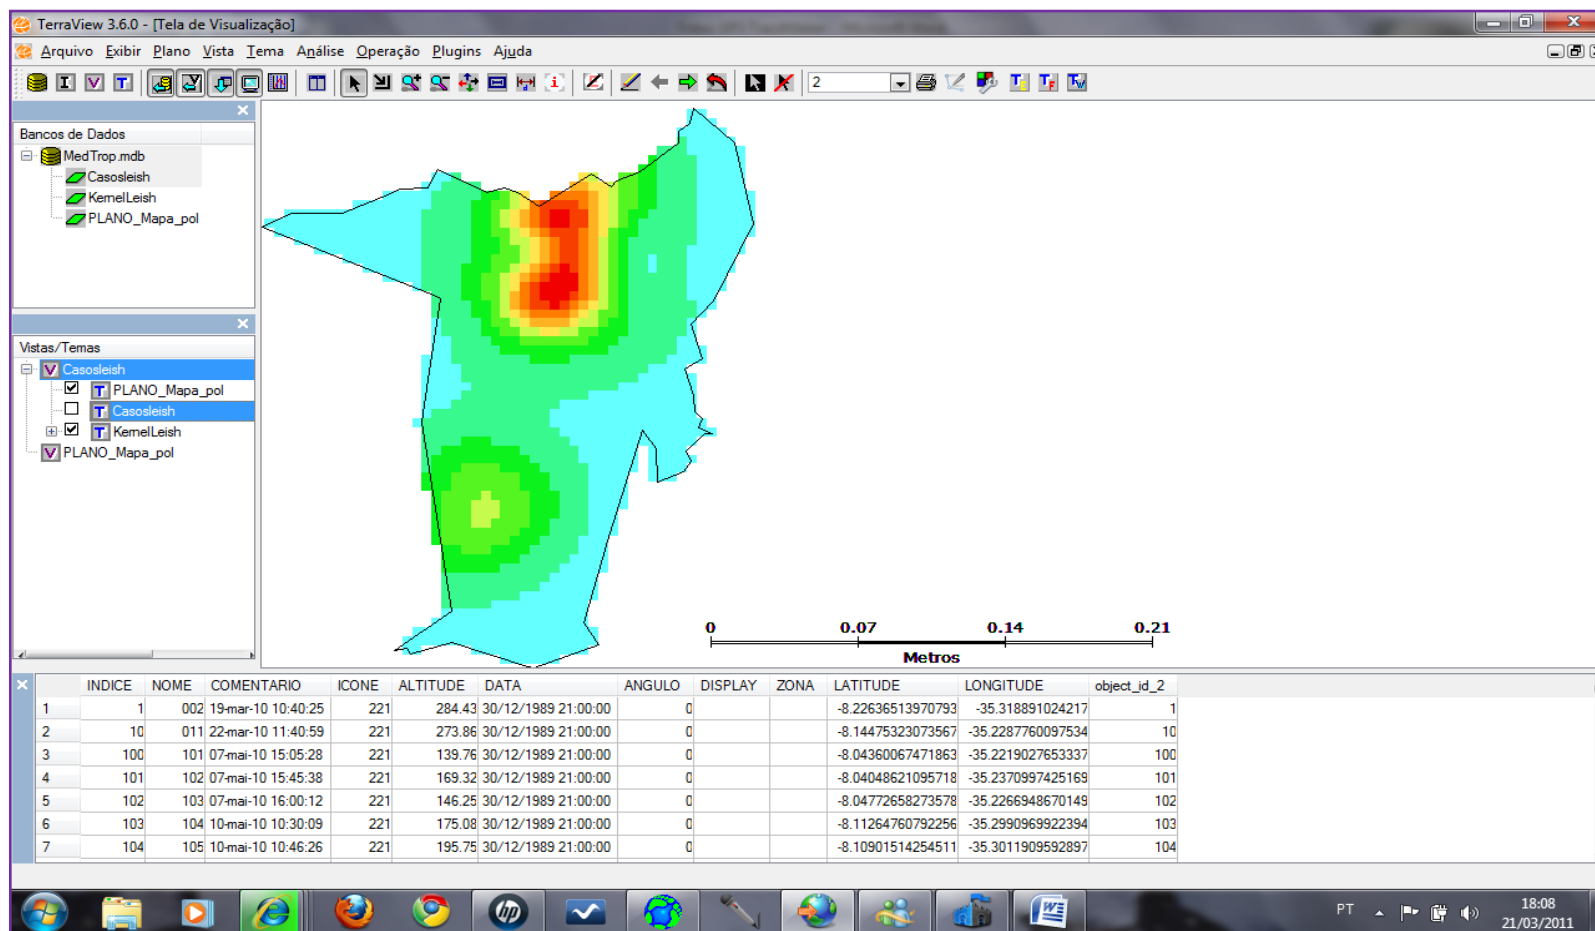 TerraView 3.6.0 - [Tela de Visualização]
Arquivo Exibir Plano Vista Tema Análise Operação Plugins Ajuda
2
Bancos de Dados
MedTrop.mdb
Casosleish
KernelLeish
PLANO_Mapa_pol
Vistas/Temas
Casosleish
PLANO_Mapa_pol
Casosleish
KernelLeish
PLANO_Mapa_pol
0 0.07 0.14 0.21
Metros
INDICE NOME COMENTARIO ICONE ALTITUDE DATA ANGULO DISPLAY ZONA LATITUDE LONGITUDE object_id_2
1 1 002 19-mar-10 10:40:25 221 284.43 30/12/1989 21:00:00 0 -8.22636513970793 -35.318891024217 1
2 10 011 22-mar-10 11:40:59 221 273.86 30/12/1989 21:00:00 0 -8.14475323073567 -35.2287760097534 10
3 100 101 07-mai-10 15:05:28 221 139.76 30/12/1989 21:00:00 0 -8.04360067471863 -35.2219027653337 100
4 101 102 07-mai-10 15:45:38 221 169.32 30/12/1989 21:00:00 0 -8.04048621095718 -35.2370997425169 101
5 102 103 07-mai-10 16:00:12 221 146.25 30/12/1989 21:00:00 0 -8.04772658273578 -35.2266948670149 102
6 103 104 10-mai-10 10:30:09 221 175.08 30/12/1989 21:00:00 0 -8.11264760792256 -35.2990969922394 103
7 104 105 10-mai-10 10:46:26 221 195.75 30/12/1989 21:00:00 0 -8.10901514254511 -35.3011909592897 104
PT
18:08
21/03/2011